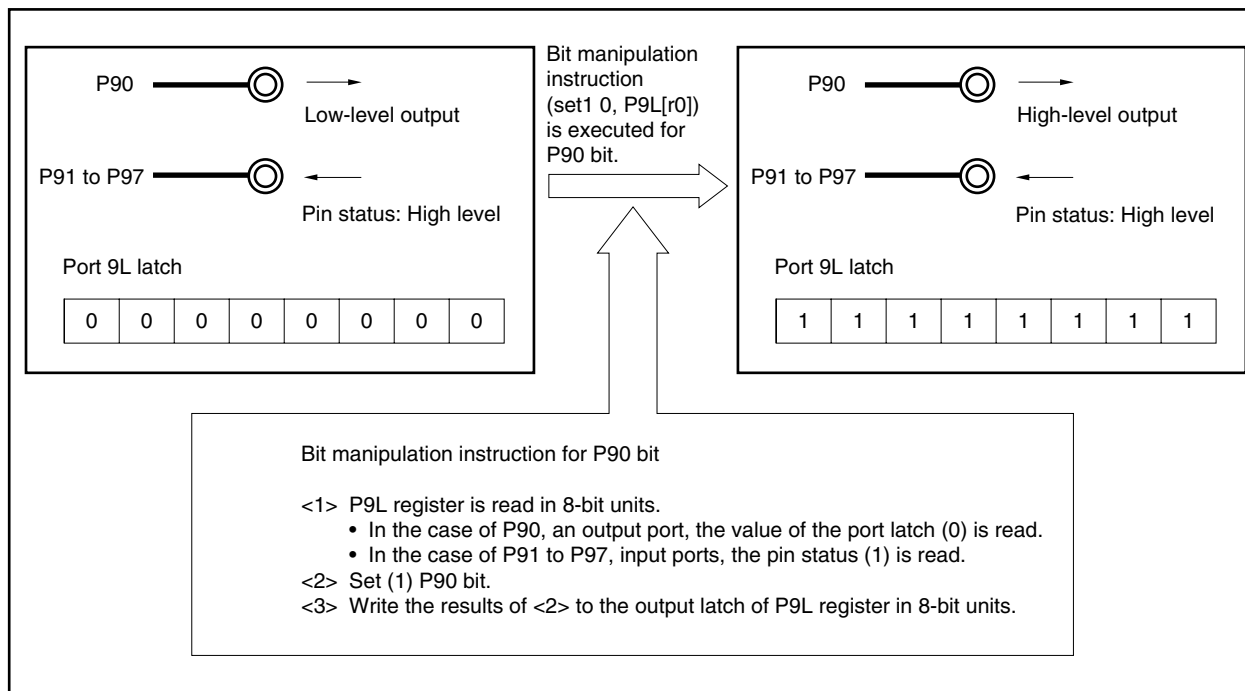 P90
Low-level output
P91 to P97
Pin status: High level
Port 9L latch
0 0 0 0 0 0 0 0
Bit manipulation
instruction
(set1 0, P9L[r0])
is executed for
P90 bit.
P90
High-level output
P91 to P97
Pin status: High level
Port 9L latch
1 1 1 1 1 1 1 1
Bit manipulation instruction for P90 bit
<1> P9L register is read in 8-bit units.
• In the case of P90, an output port, the value of the port latch (0) is read.
• In the case of P91 to P97, input ports, the pin status (1) is read.
<2> Set (1) P90 bit.
<3> Write the results of <2> to the output latch of P9L register in 8-bit units.